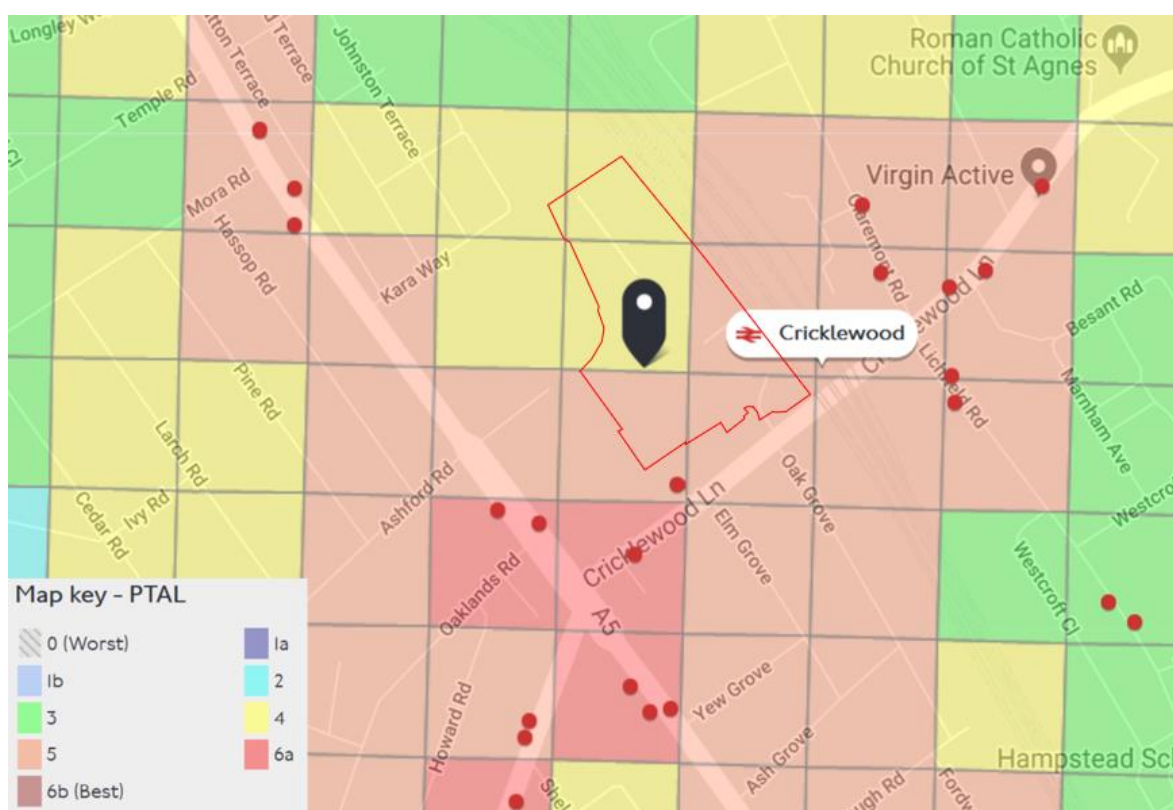 Longley
Temple Rd
Terrace
Terrace
Johnston Terrace
Roman Catholic
Church of St Agnes
Mora Rd
Hassop Rd
Kara Way
Virgin Active
Claremont Rd
Cricklewood
Cricklewood Ln
Besant Rd
Lichfield Rd
Marnham Ave
Pine Rd
Larch Rd
Ivy Rd
Cedar Rd
Ashford Rd
Oaklands Rd
Cricklewood Ln
Oak Grove
Elm Grove
Westcroft Cl
A5
Howard Rd
Yew Grove
Ash Grove
Hampstead Sc
Map key - PTAL
0 (Worst)
1a
1b
2
3
4
5
6a
6b (Best)